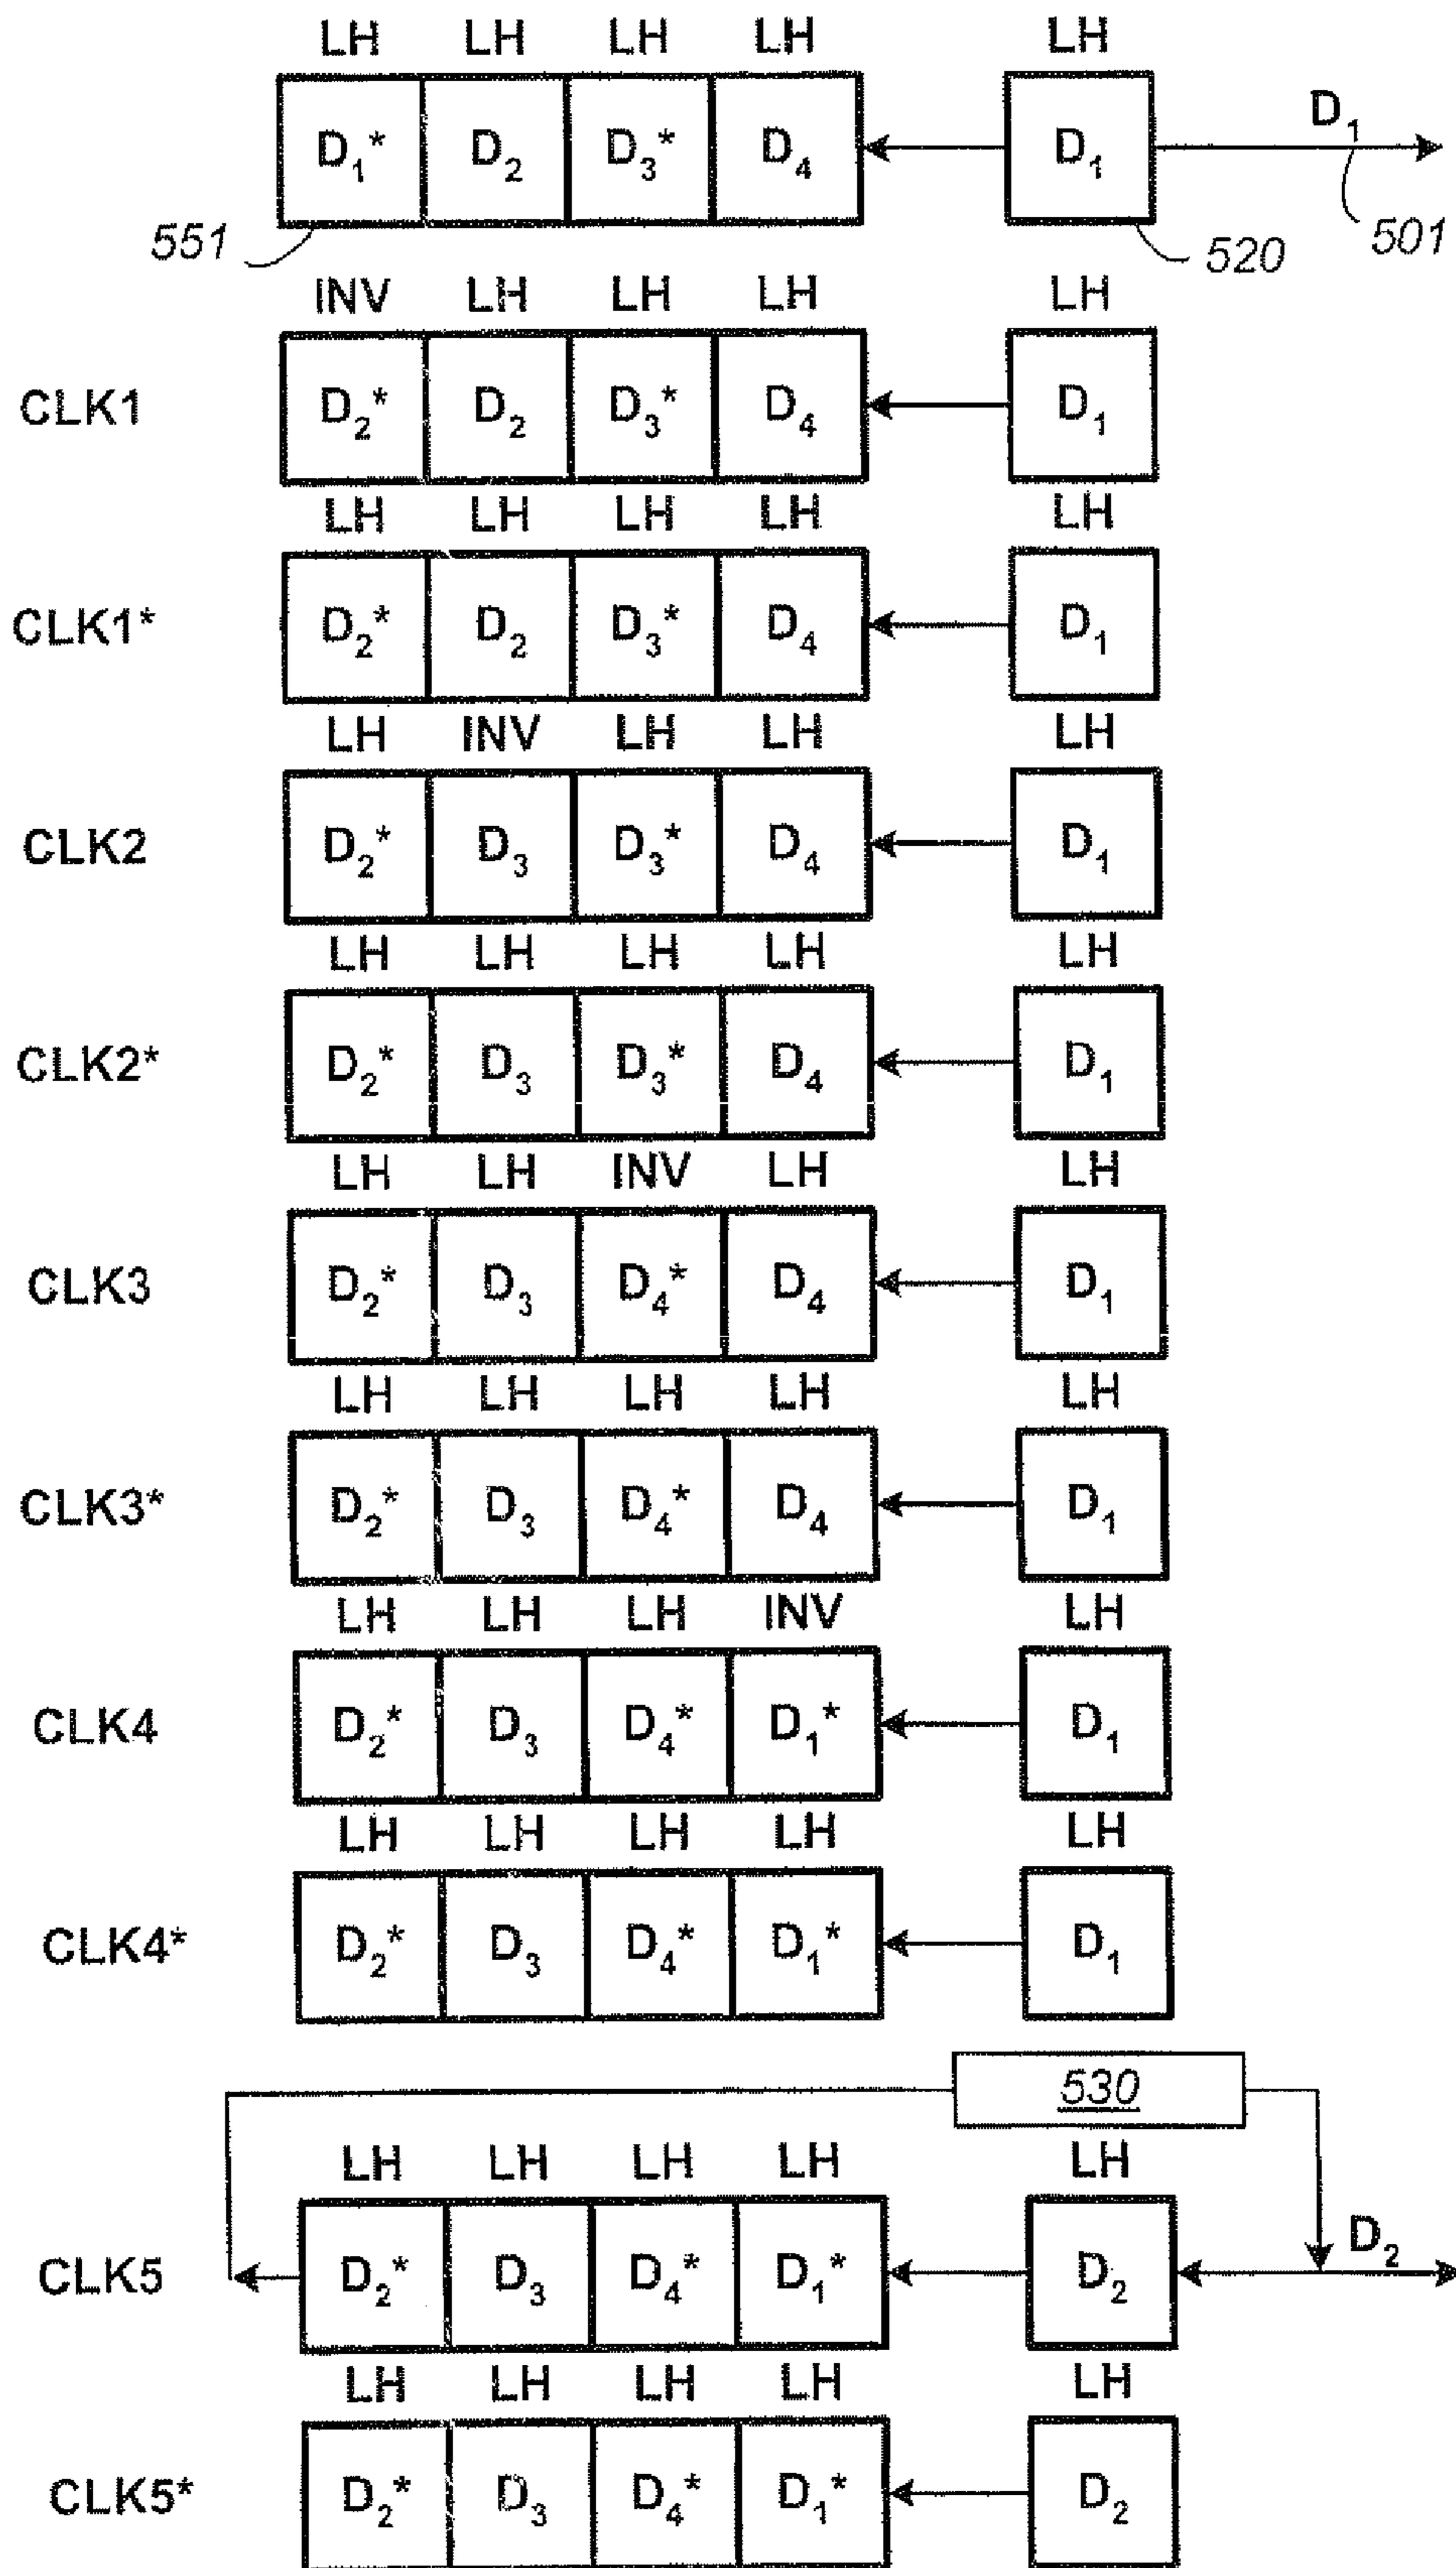 LH LH LH LH LH
D₁* D₂ D₃* D₄ D₁ D₁
551 520 501
INV LH LH LH LH
CLK1 D₂* D₂ D₃* D₄ D₁
LH LH LH LH LH
CLK1* D₂* D₂ D₃* D₄ D₁
LH INV LH LH LH
CLK2 D₂* D₃ D₃* D₄ D₁
LH LH LH LH LH
CLK2* D₂* D₃ D₃* D₄ D₁
LH LH INV LH LH
CLK3 D₂* D₃ D₄* D₄ D₁
LH LH LH LH LH
CLK3* D₂* D₃ D₄* D₄ D₁
LH LH LH INV LH
CLK4 D₂* D₃ D₄* D₁* D₁
LH LH LH LH LH
CLK4* D₂* D₃ D₄* D₁* D₁
530
LH LH LH LH LH
CLK5 D₂* D₃ D₄* D₁* D₂ D₂
LH LH LH LH LH
CLK5* D₂* D₃ D₄* D₁* D₂